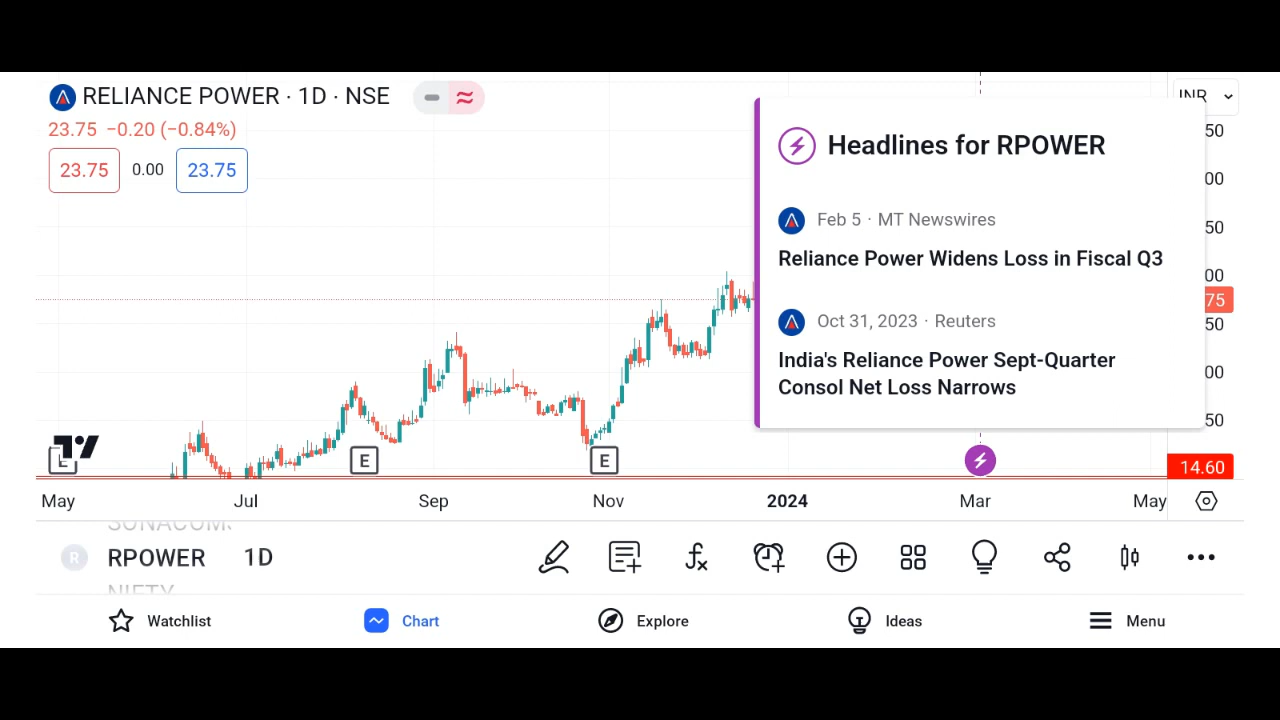 RELIANCE POWER · 1D · NSE
INR
23.75 −0.20 (−0.84%)
23.75 0.00 23.75
Headlines for RPOWER
Feb 5 · MT Newswires
Reliance Power Widens Loss in Fiscal Q3
Oct 31, 2023 · Reuters
India's Reliance Power Sept-Quarter
Consol Net Loss Narrows
50
00
50
00
75
50
00
50
14.60
E
E
E
May Jul Sep Nov 2024 Mar May
SONACOMS
RPOWER 1D
NIFTY
Watchlist Chart Explore Ideas Menu